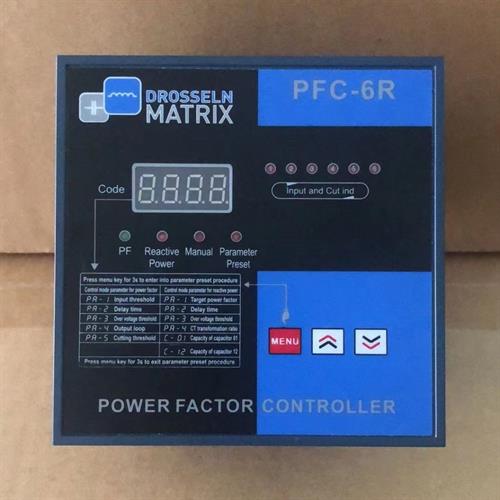 DROSSELN
MATRIX
PFC-6R
Code
8.8.8.8.
1 2 3 4 5 6
Input and Cut ind
PF Reactive Power Manual Parameter Preset
Press menu key for 3s to enter into parameter preset procedure
Control mode parameter for power factor Control mode parameter for reactive power
PA-1 Input threshold PA-1 Target power factor
PA-2 Delay time PA-2 Delay time
PA-3 Over voltage threshold PA-3 Over voltage threshold
PA-4 Output loop PA-4 CT transformation ratio
PA-5 Cutting threshold C-01 Capacity of capacitor 01
C-12 Capacity of capacitor 12
Press menu key for 3s to exit parameter preset procedure
MENU
POWER FACTOR CONTROLLER